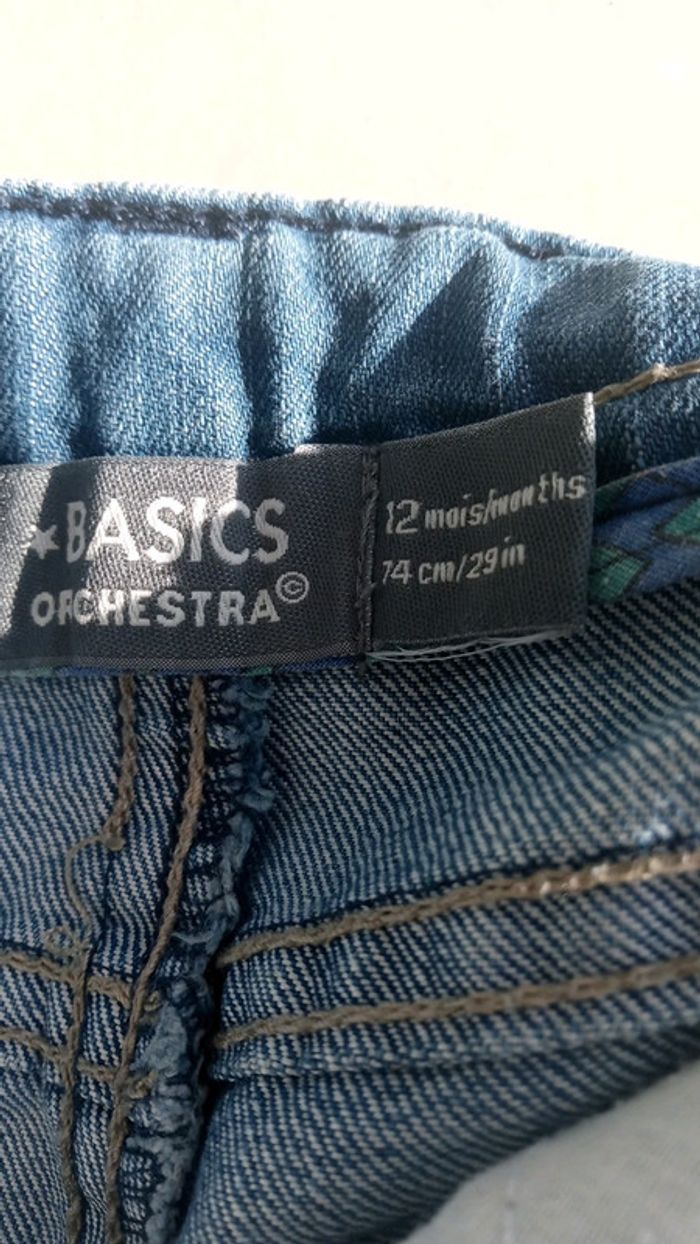 ★BASICS
ORCHESTRA©
12 mois/months
74 cm/29 in